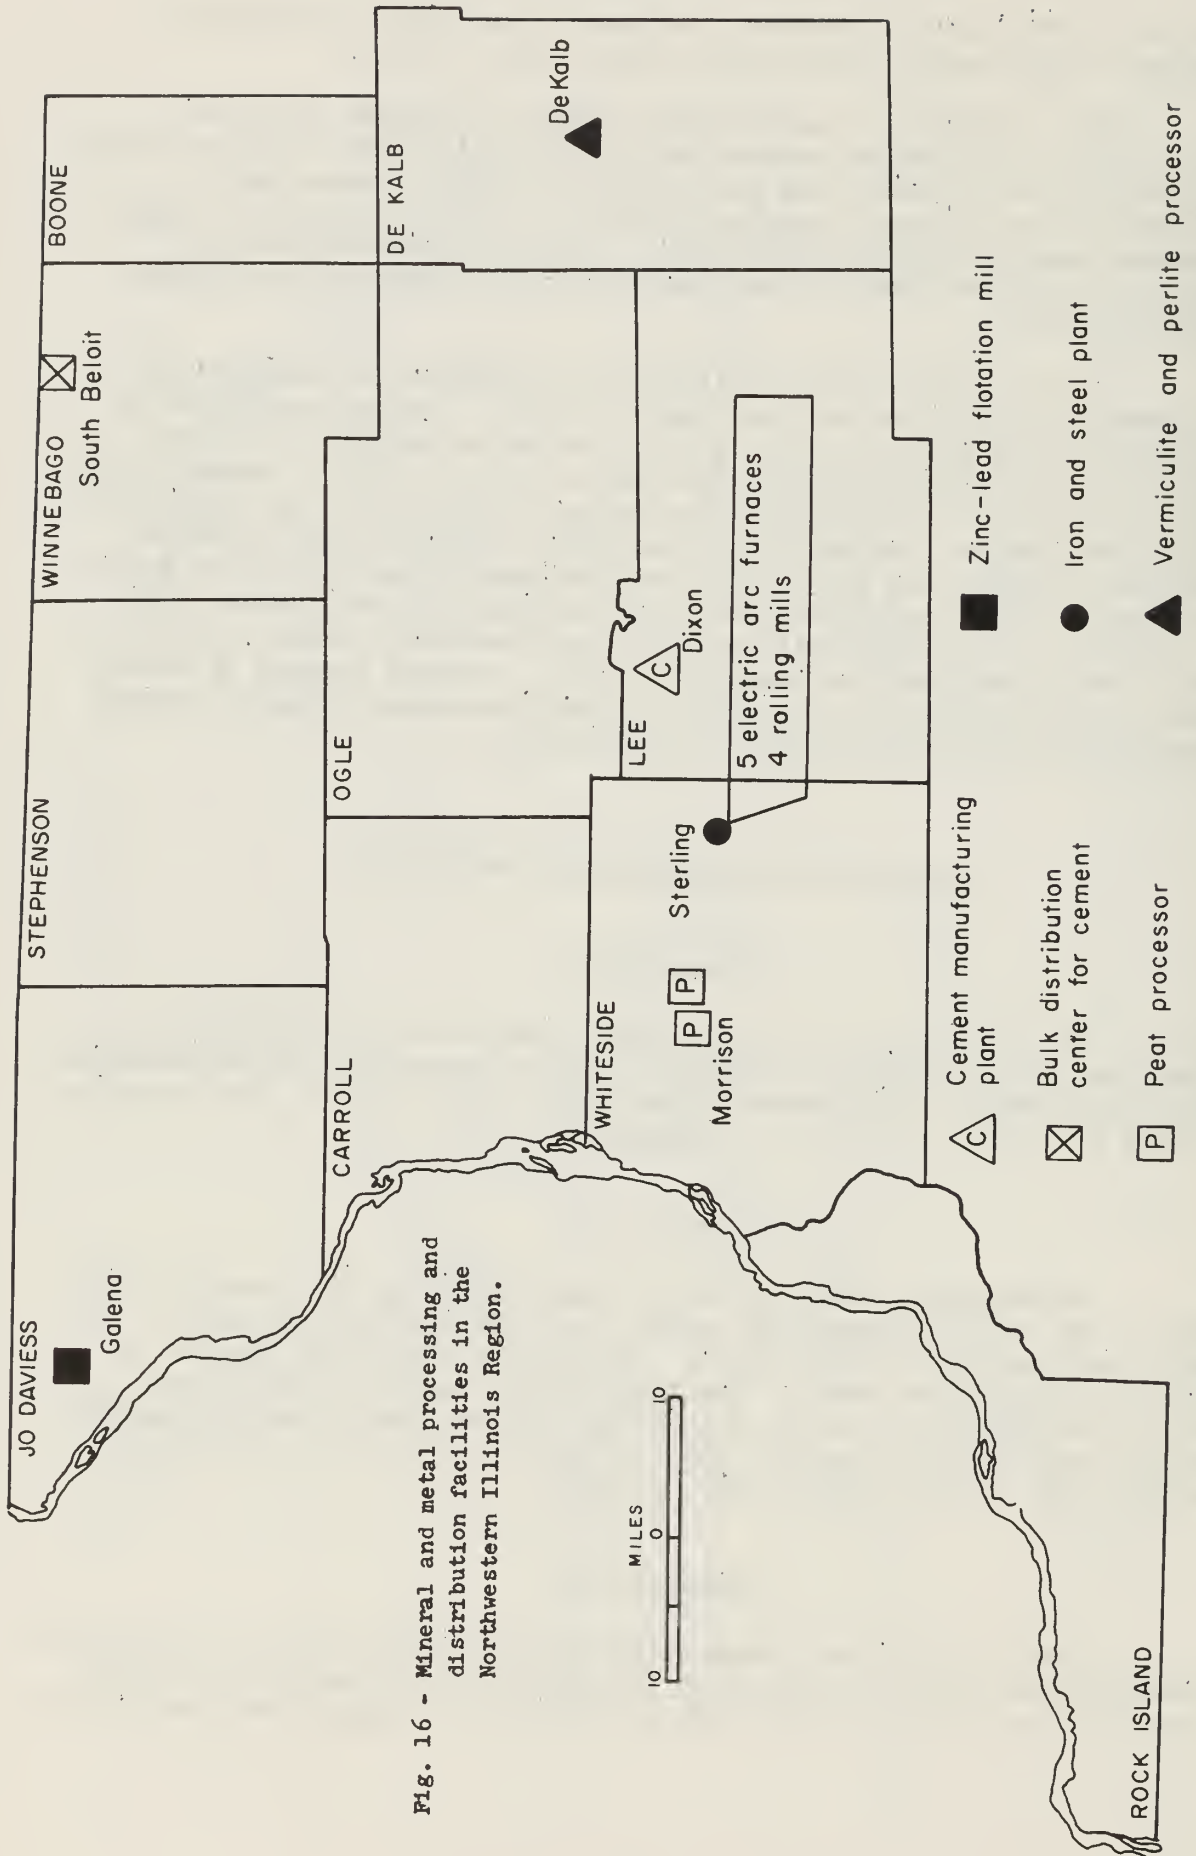 JO DAVIESS
STEPHENSON
WINNEBAGO
BOONE
Galena
South Beloit
CARROLL
OGLE
DE KALB
De Kalb
Fig. 16 - Mineral and metal processing and
distribution facilities in the
Northwestern Illinois Region.
WHITESIDE
LEE
C
Dixon
P
P
Morrison
Sterling
5 electric arc furnaces
4 rolling mills
MILES
10 0 10
ROCK ISLAND
C Cement manufacturing
plant
Bulk distribution
center for cement
P Peat processor
Zinc-lead flotation mill
Iron and steel plant
Vermiculite and perlite processor